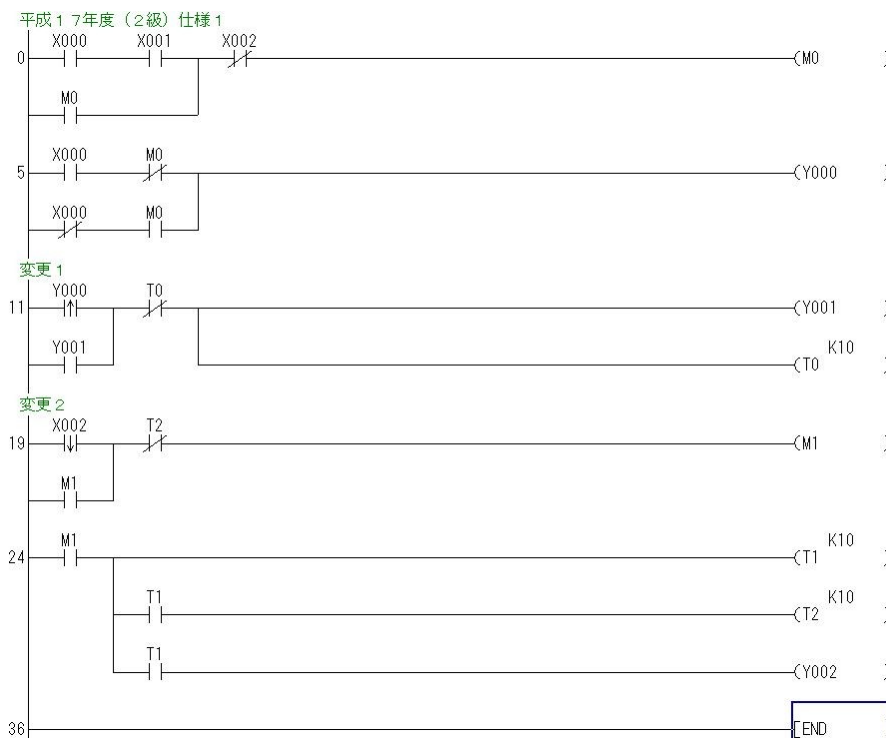 平成１７年度（２級）仕様１
X000 X001 X002
0 (M0 )
M0
X000 M0
5 (Y000 )
X000 M0
変更１
Y000 T0
11 (Y001 )
Y001 K10
(T0 )
変更２
X002 T2
19 (M1 )
M1
M1 K10
24 (T1 )
T1 K10
(T2 )
T1
(Y002 )
36 [END